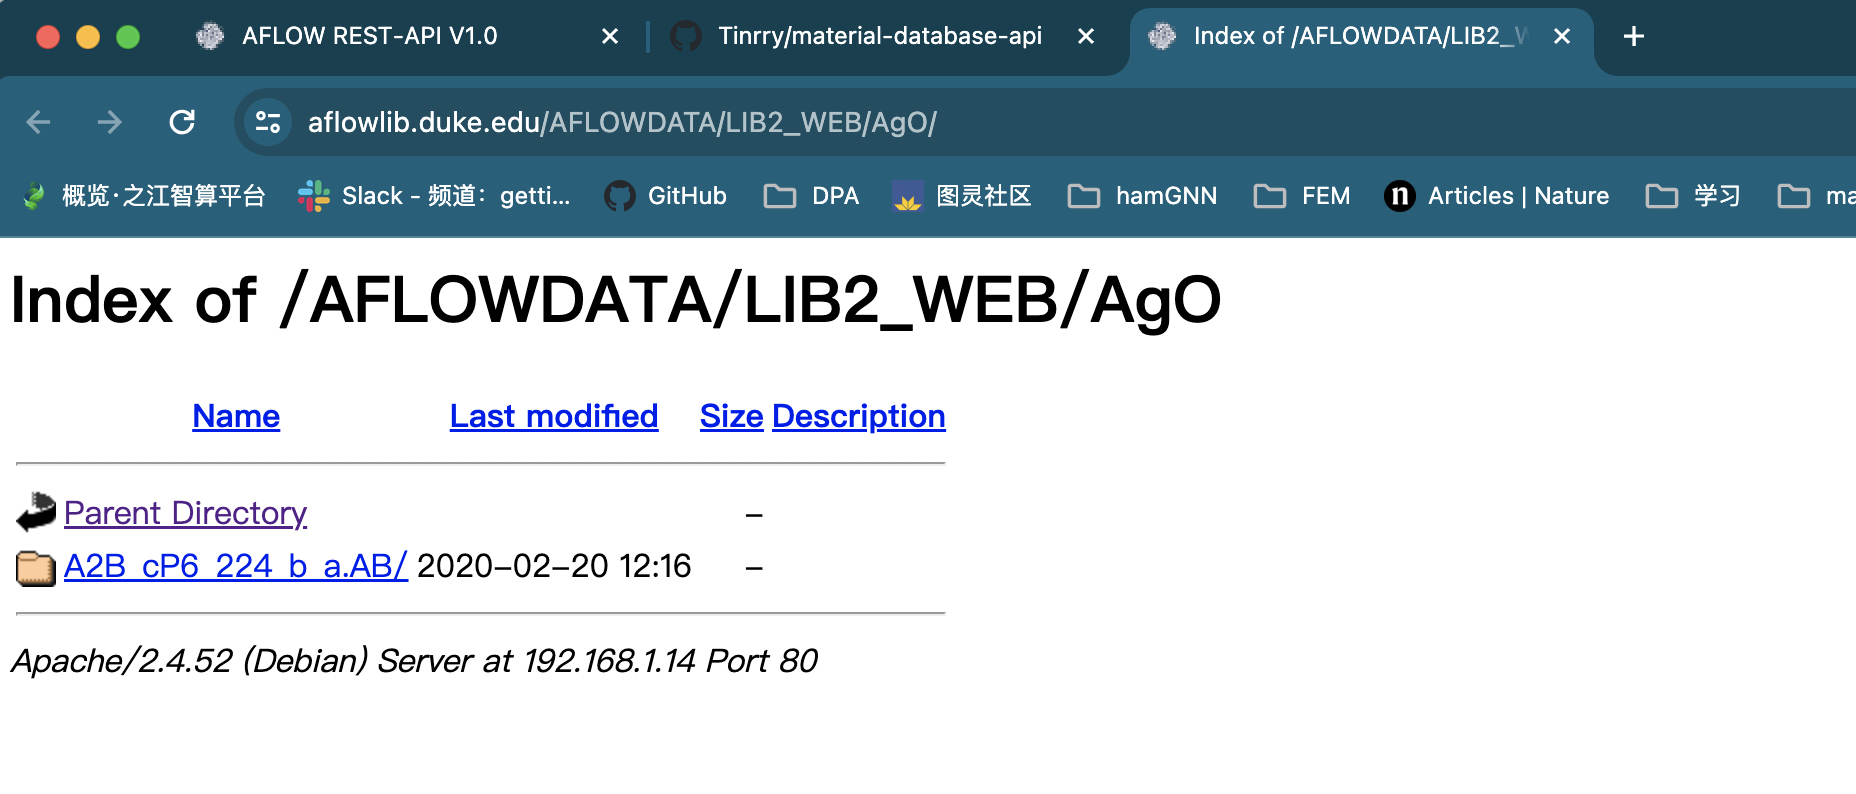 AFLOW REST-API V1.0
Tinrry/material-database-api
Index of /AFLOWDATA/LIB2_W
aflowlib.duke.edu/AFLOWDATA/LIB2_WEB/AgO/
概览·之江智算平台
Slack - 频道：getti...
GitHub
DPA
图灵社区
hamGNN
FEM
n
Articles | Nature
学习
ma
Index of /AFLOWDATA/LIB2_WEB/AgO
Name Last modified Size Description
Parent Directory –
A2B_cP6_224_b_a.AB/ 2020-02-20 12:16 –
Apache/2.4.52 (Debian) Server at 192.168.1.14 Port 80